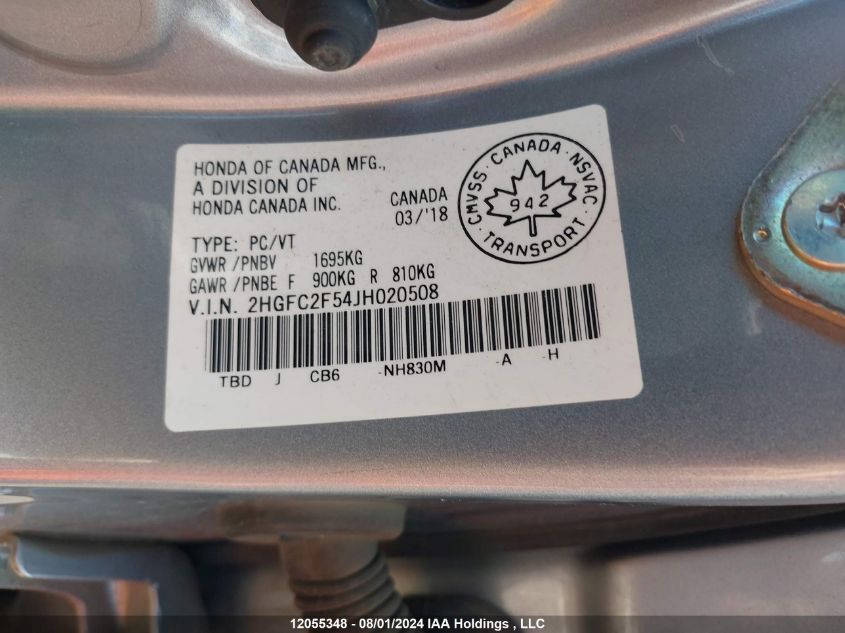 HONDA OF CANADA MFG.,
A DIVISION OF
HONDA CANADA INC.
CANADA
03/'18
CMVSS · CANADA · NSVAC
942
· TRANSPORT ·
TYPE: PC/VT
GVWR /PNBV 1695KG
GAWR /PNBE F 900KG R 810KG
V.I.N. 2HGFC2F54JH020508
TBD J CB6 -NH830M -A -H
12055348 - 08/01/2024 IAA Holdings , LLC